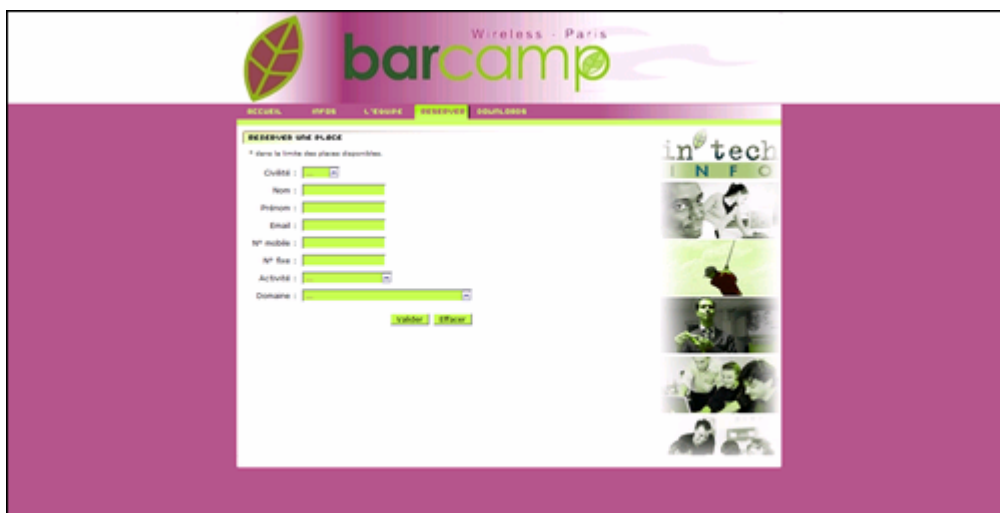 Wireless - Paris
barcamp
ACCUEIL INFOS L'EQUIPE RESERVER DOWNLOADS
RESERVER UNE PLACE
* dans la limite des places disponibles.
Civilité : ...
Nom :
Prénom :
Email :
N° mobile :
N° fixe :
Activité : ...
Domaine : ...
Valider Effacer
in'tech
INFO